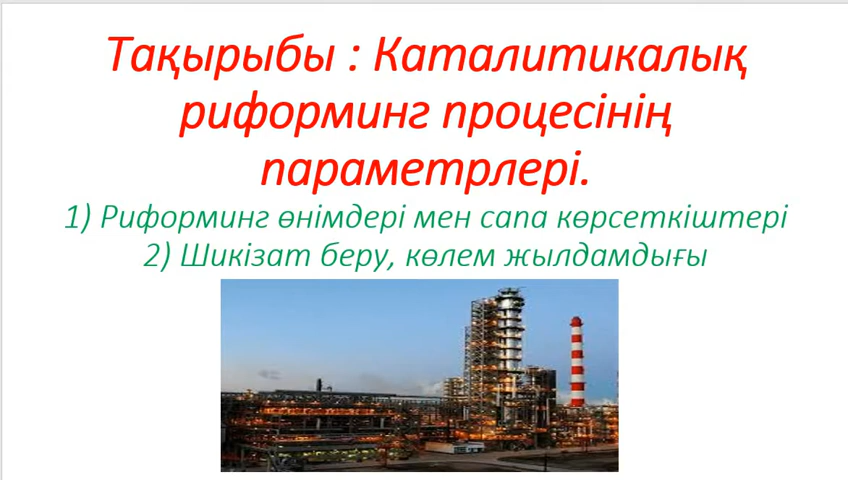 Тақырыбы : Каталитикалық
риформинг процесінің
параметрлері.
1) Риформинг өнімдері мен сапа көрсеткіштері
2) Шикізат беру, көлем жылдамдығы